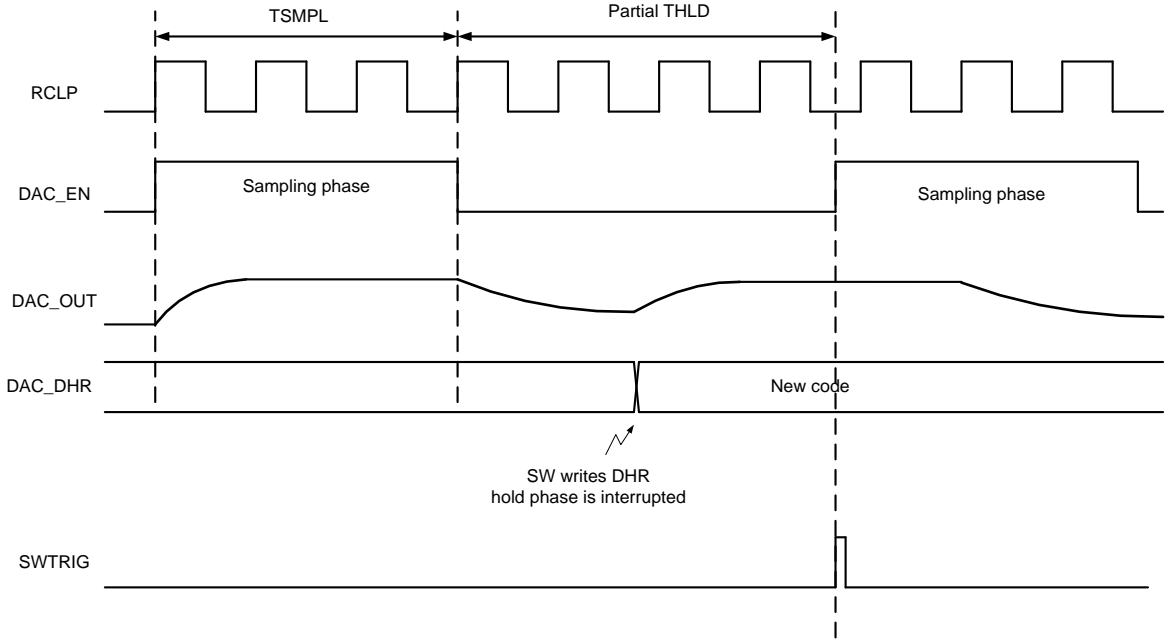 TSMPL
Partial THLD
RCLP
DAC_EN
Sampling phase
Sampling phase
DAC_OUT
DAC_DHR
New code
SW writes DHR
hold phase is interrupted
SWTRIG